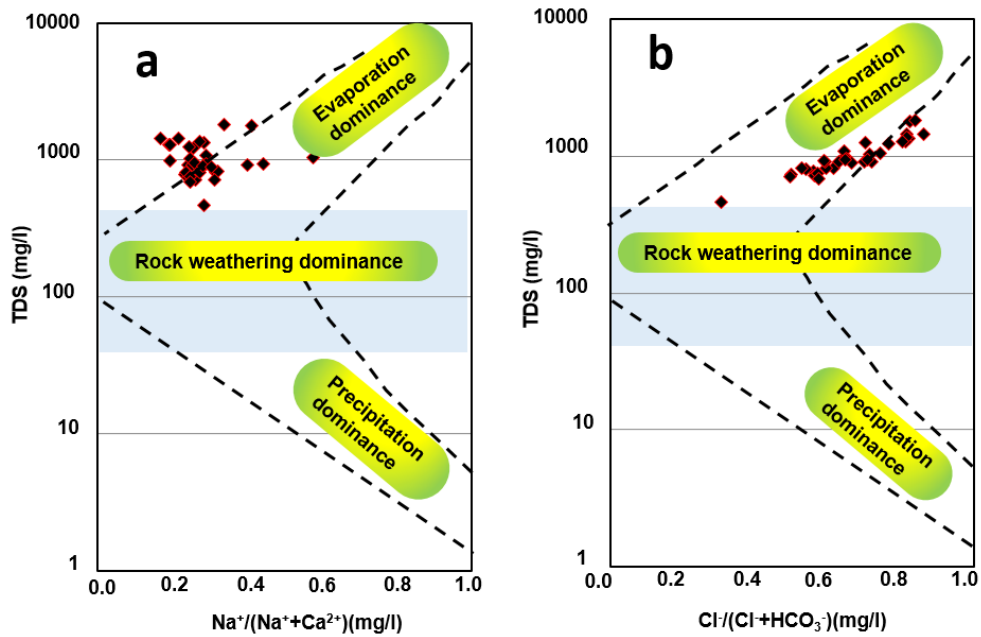 a
10000
1000
100
10
1
TDS (mg/l)
Evaporation
dominance
Rock weathering dominance
Precipitation
dominance
0.0 0.2 0.4 0.6 0.8 1.0
Na⁺/(Na⁺+Ca²⁺)(mg/l)
b
10000
1000
100
10
1
TDS (mg/l)
Evaporation
dominance
Rock weathering dominance
Precipitation
dominance
0.0 0.2 0.4 0.6 0.8 1.0
Cl⁻/(Cl⁻+HCO₃⁻)(mg/l)